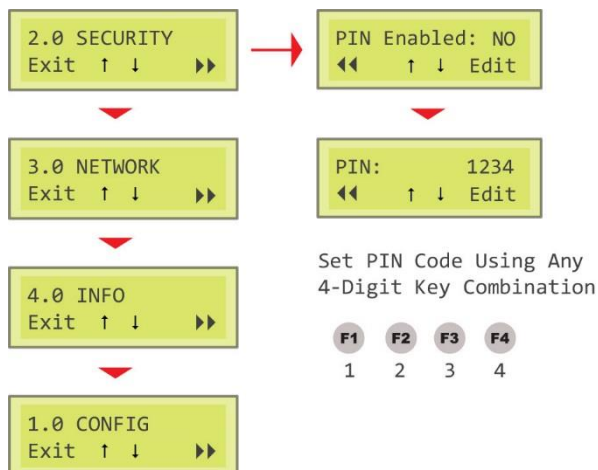 2.0 SECURITY
Exit ↑ ↓ ▶▶
PIN Enabled: NO
◀◀ ↑ ↓ Edit
3.0 NETWORK
Exit ↑ ↓ ▶▶
PIN: 1234
◀◀ ↑ ↓ Edit
4.0 INFO
Exit ↑ ↓ ▶▶
Set PIN Code Using Any
4-Digit Key Combination
F1 F2 F3 F4
1 2 3 4
1.0 CONFIG
Exit ↑ ↓ ▶▶